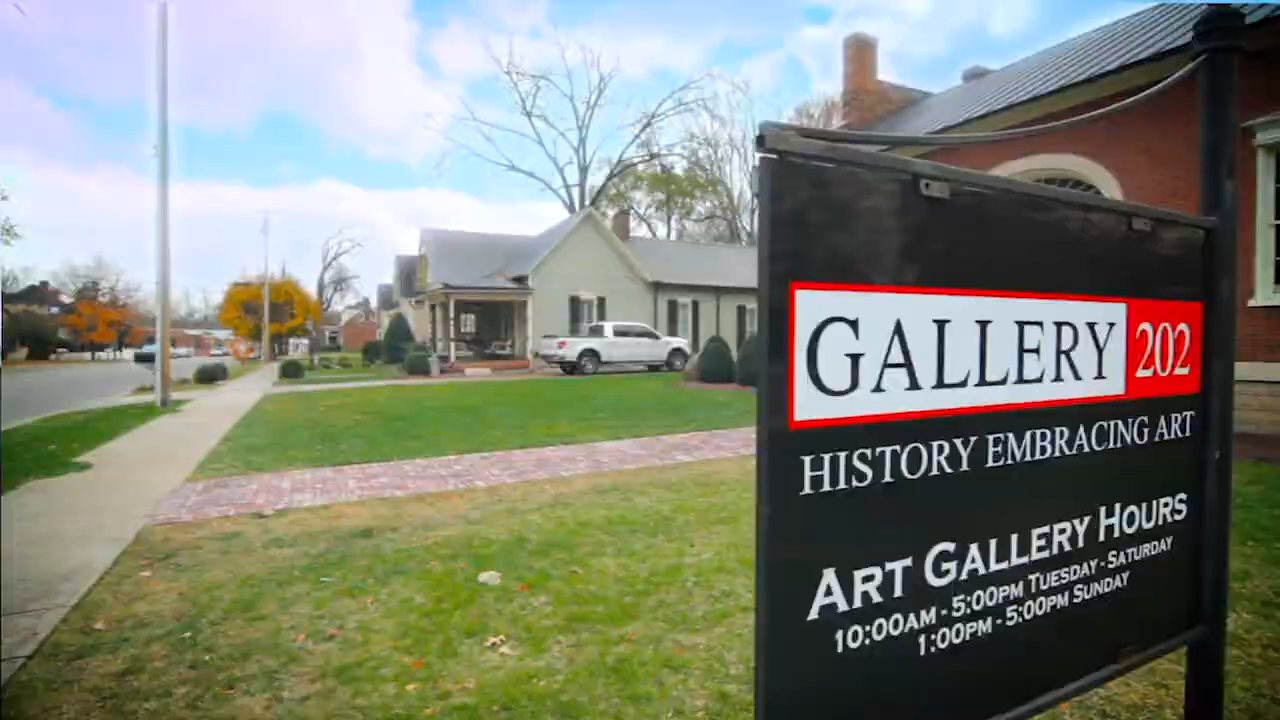 GALLERY 202
HISTORY EMBRACING ART
ART GALLERY HOURS
10:00AM - 5:00PM TUESDAY - SATURDAY
1:00PM - 5:00PM SUNDAY